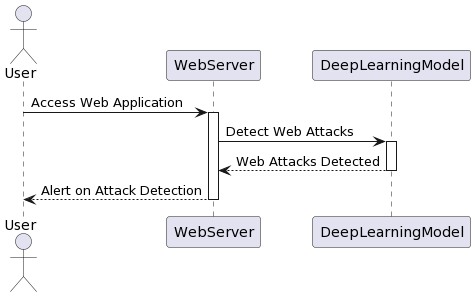 User
WebServer
DeepLearningModel
Access Web Application
Detect Web Attacks
Web Attacks Detected
Alert on Attack Detection
User
WebServer
DeepLearningModel